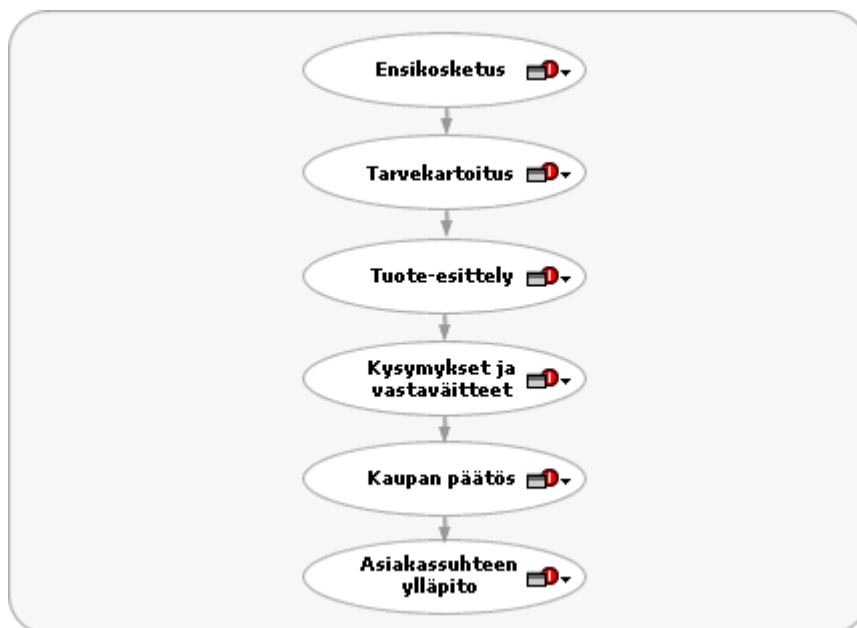 Ensikosketus
Tarvekartoitus
Tuote-esittely
Kysymykset ja
vastaväitteet
Kaupan päätös
Asiakassuhteen
ylläpito